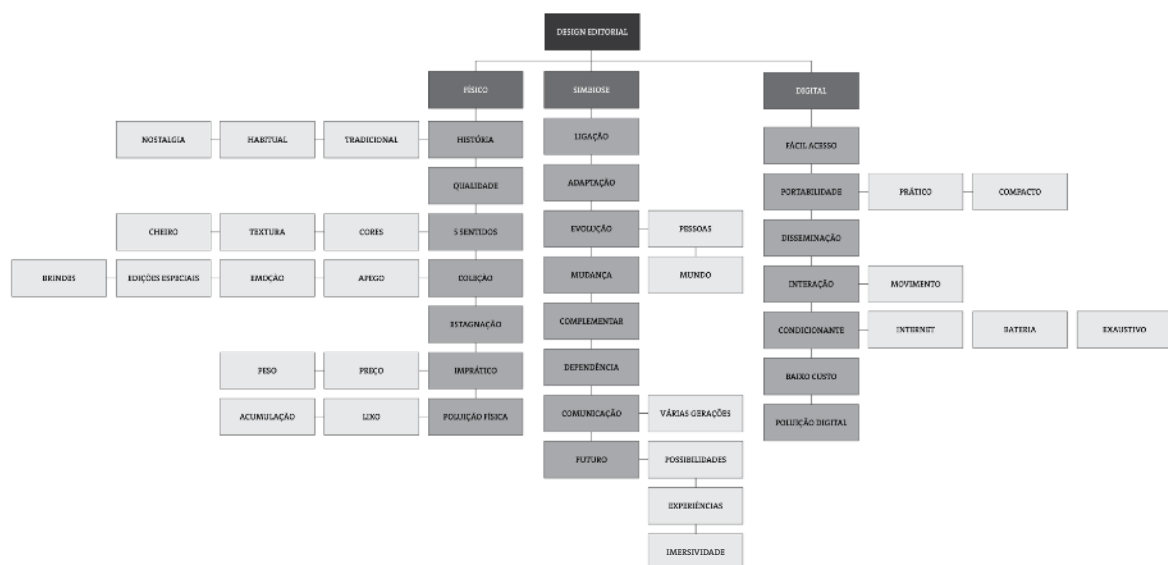 DESIGN EDITORIAL
FÍSICO
SIMBIOSE
DIGITAL
NOSTALGIA
HABITUAL
TRADICIONAL
HISTÓRIA
QUALIDADE
CHEIRO
TEXTURA
CORES
5 SENTIDOS
BRINDES
EDIÇÕES ESPECIAIS
EMOÇÃO
APEGO
COLEÇÃO
ESTAGNAÇÃO
PESO
PREÇO
IMPRÁTICO
ACUMULAÇÃO
LIXO
POLUIÇÃO FÍSICA
LIGAÇÃO
ADAPTAÇÃO
EVOLUÇÃO
PESSOAS
MUNDO
MUDANÇA
COMPLEMENTAR
DEPENDÊNCIA
COMUNICAÇÃO
VÁRIAS GERAÇÕES
FUTURO
POSSIBILIDADES
EXPERIÊNCIAS
IMERSIVIDADE
FÁCIL ACESSO
PORTABILIDADE
PRÁTICO
COMPACTO
DISSEMINAÇÃO
INTERAÇÃO
MOVIMENTO
CONDICIONANTE
INTERNET
BATERIA
EXAUSTIVO
BAIXO CUSTO
POLUIÇÃO DIGITAL